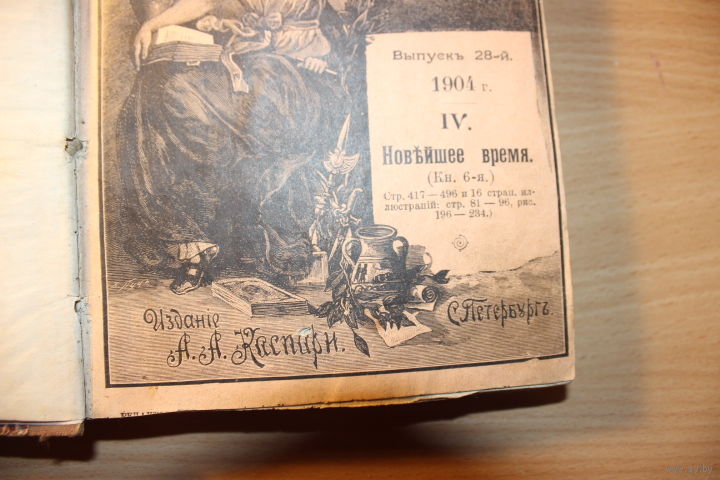 Выпускъ 28-й.
1904 г.
IV.
Новѣйшее время.
(Кн. 6-я.)
Стр. 417—496 и 16 стран. ил-
люстрацій: стр. 81—96, рис.
196—234.)
Изданіе
А. А. Каспари.
С. Петербургъ.